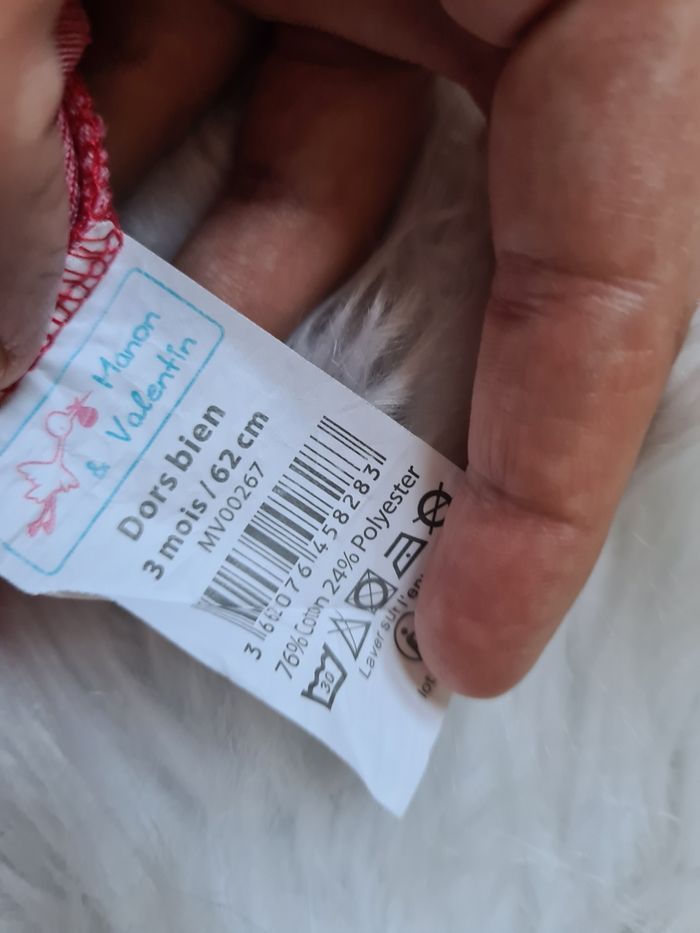 Manon
& Valentin
Dors bien
3 mois / 62 cm
MV00267
3 662076 458283
76% Coton 24% Polyester
30
Laver sur l'en
lot